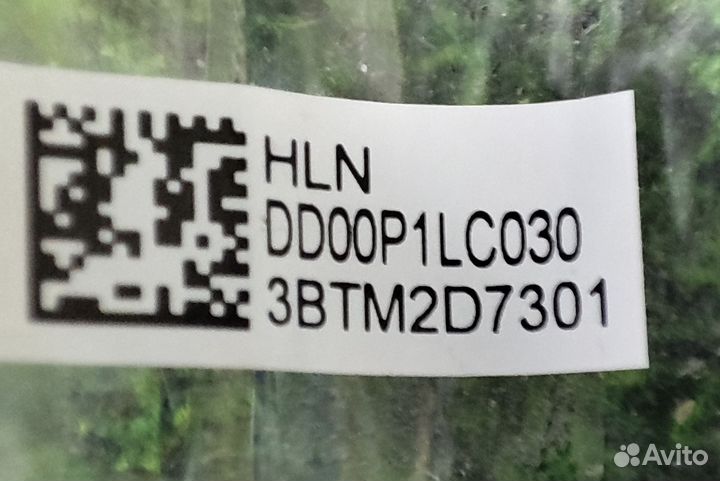 HLN
DD00P1LC030
3BTM2D7301
Avito